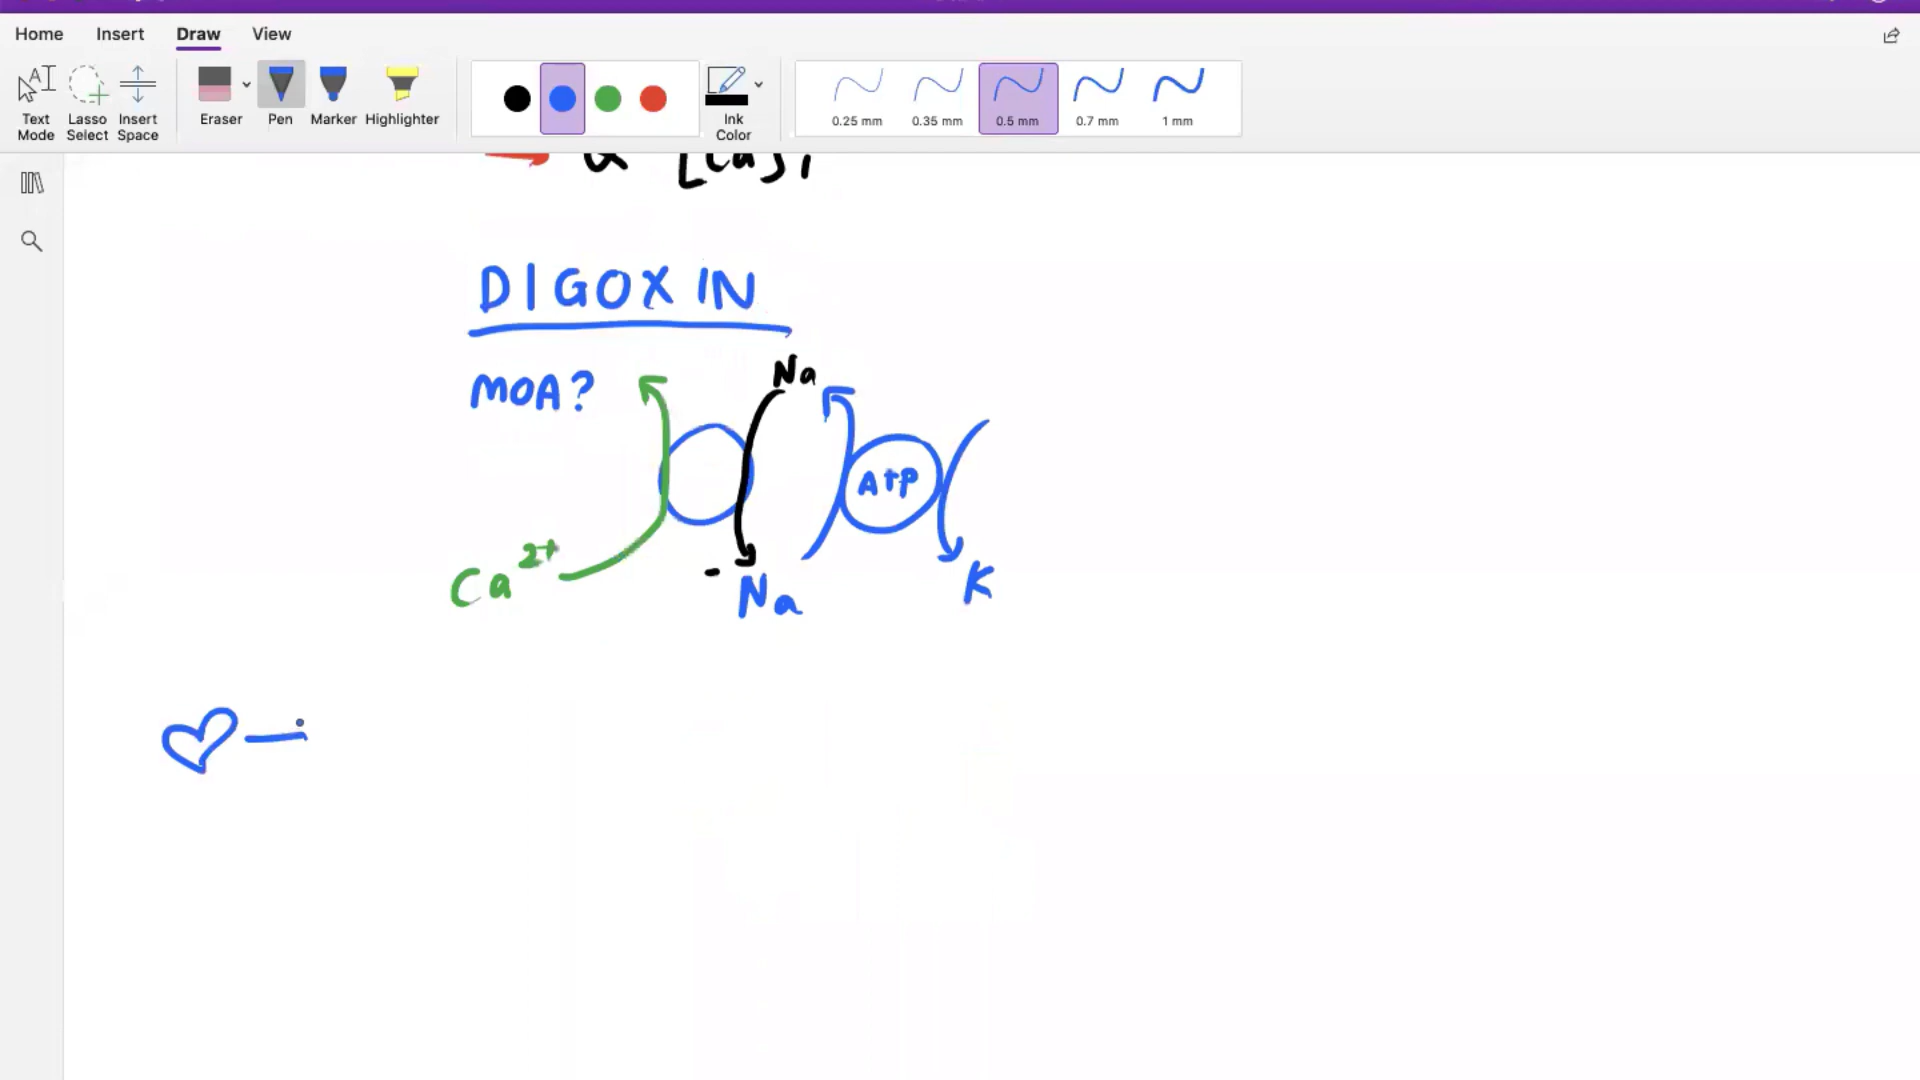 Home Insert Draw View
Text Mode
Lasso Select
Insert Space
Eraser
Pen
Marker
Highlighter
Ink Color
0.25 mm
0.35 mm
0.5 mm
0.7 mm
1 mm
α [Ca]i
DIGOXIN
MOA?
Na
ATP
Ca2+
Na
K